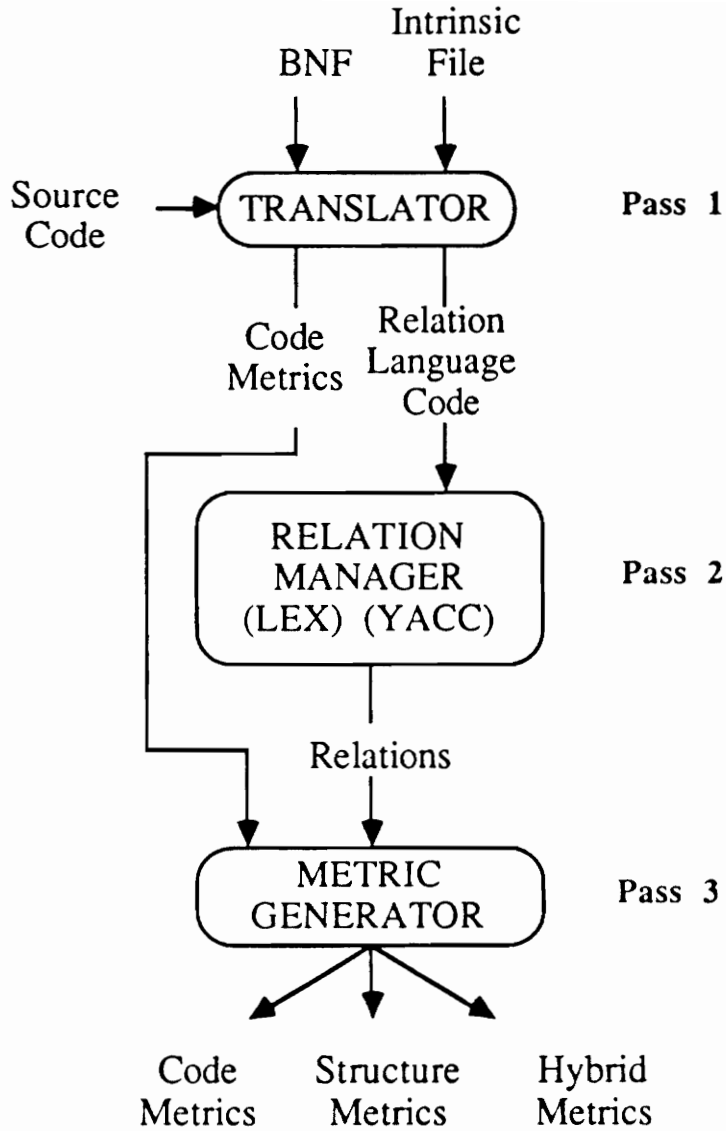 BNF
Intrinsic
File
Source
Code
TRANSLATOR
Pass 1
Code
Metrics
Relation
Language
Code
RELATION
MANAGER
(LEX) (YACC)
Pass 2
Relations
METRIC
GENERATOR
Pass 3
Code
Metrics
Structure
Metrics
Hybrid
Metrics